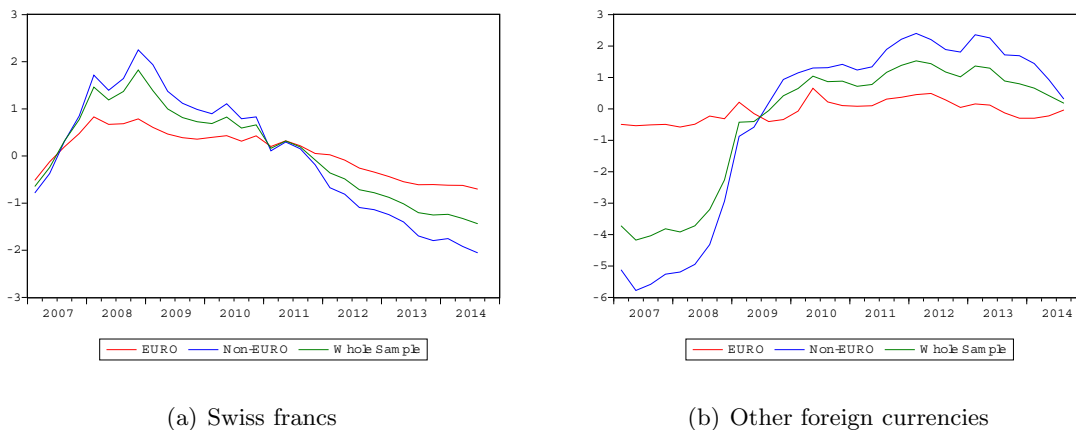 3
2
1
0
-1
-2
-3
2007 2008 2009 2010 2011 2012 2013 2014
EURO Non-EURO Whole Sample
(a) Swiss francs
3
2
1
0
-1
-2
-3
-4
-5
-6
2007 2008 2009 2010 2011 2012 2013 2014
EURO Non-EURO Whole Sample
(b) Other foreign currencies